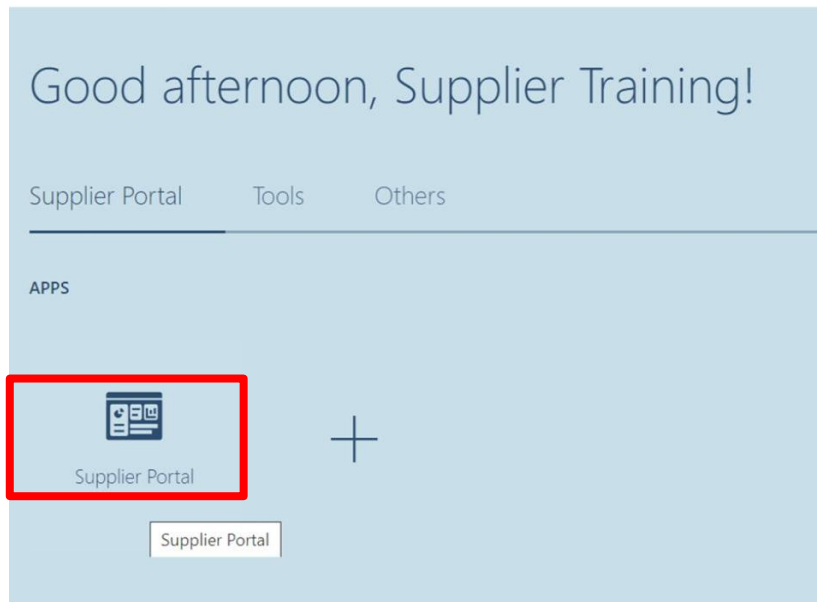 Good afternoon, Supplier Training!
Supplier Portal Tools Others
APPS
Supplier Portal
Supplier Portal